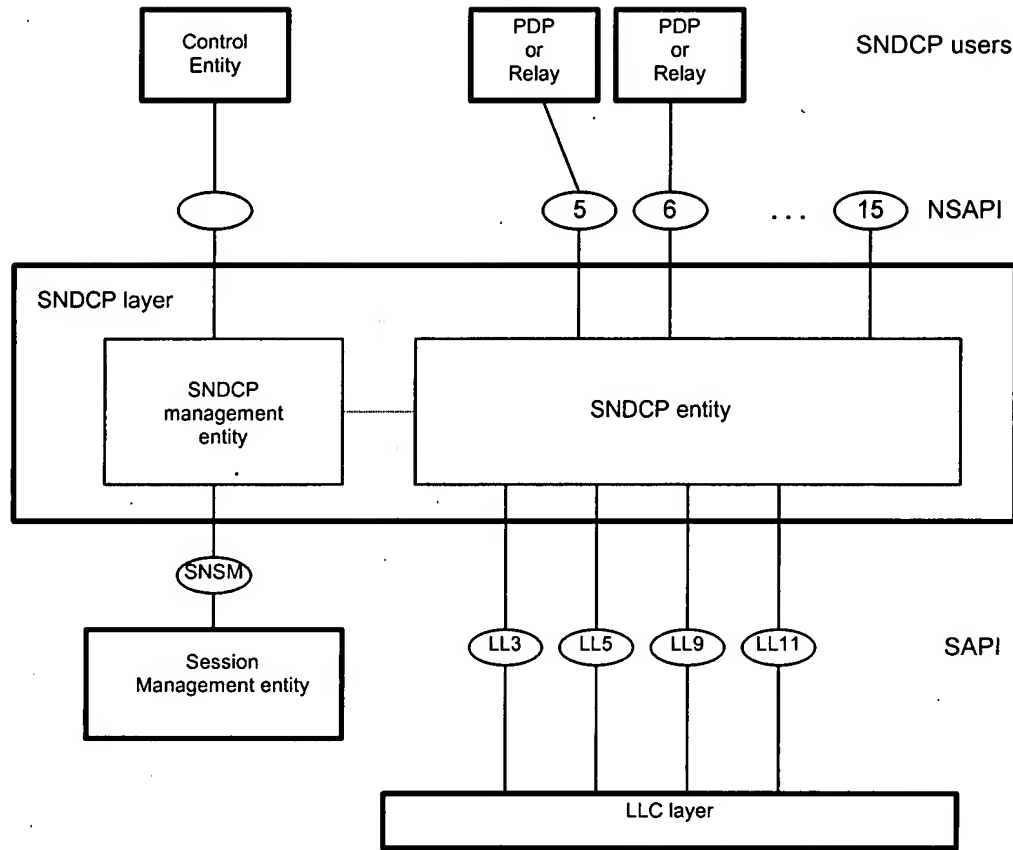 Control
Entity
PDP
or
Relay
PDP
or
Relay
SNDCP users
5
6
...
15
NSAPI
SNDCP layer
SNDCP
management
entity
SNDCP entity
SNSM
LL3
LL5
LL9
LL11
SAPI
Session
Management entity
LLC layer